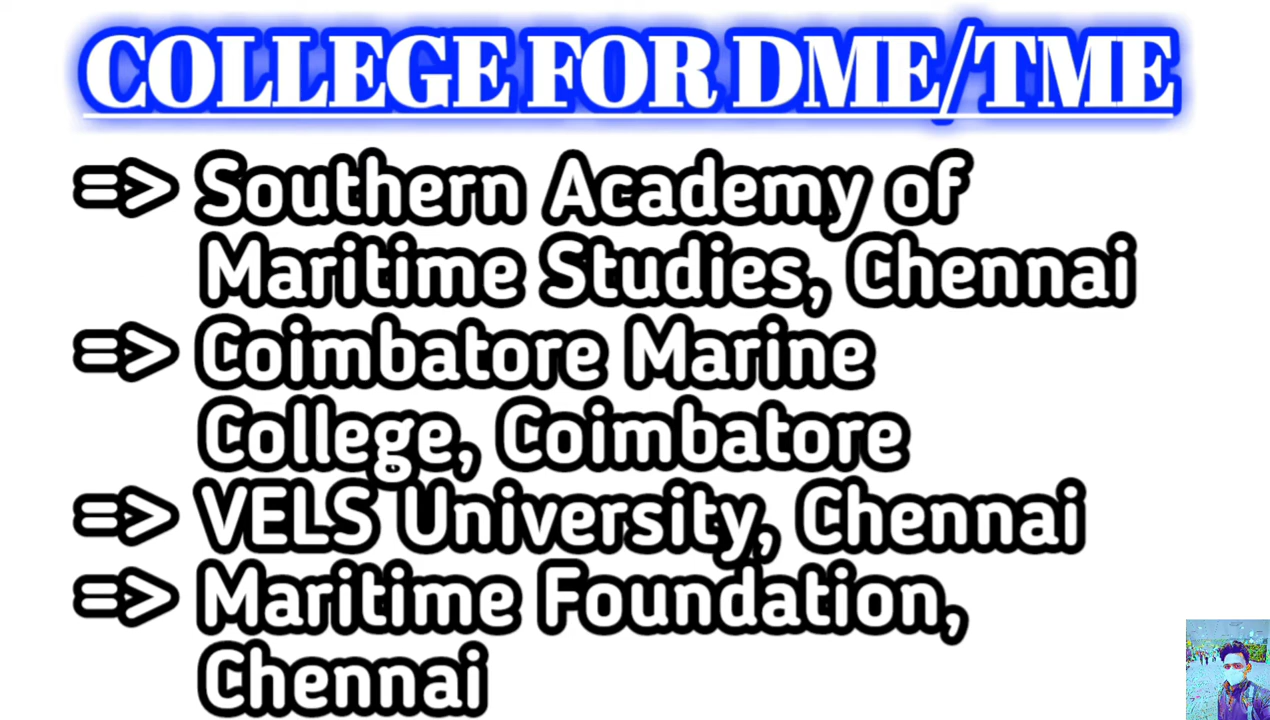 COLLEGE FOR DME/TME
=> Southern Academy of
Maritime Studies, Chennai
=> Coimbatore Marine
College, Coimbatore
=> VELS University, Chennai
=> Maritime Foundation,
Chennai